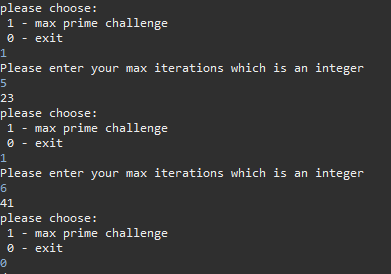 please choose:
 1 - max prime challenge
 0 - exit
1
Please enter your max iterations which is an integer
5
23
please choose:
 1 - max prime challenge
 0 - exit
1
Please enter your max iterations which is an integer
6
41
please choose:
 1 - max prime challenge
 0 - exit
0